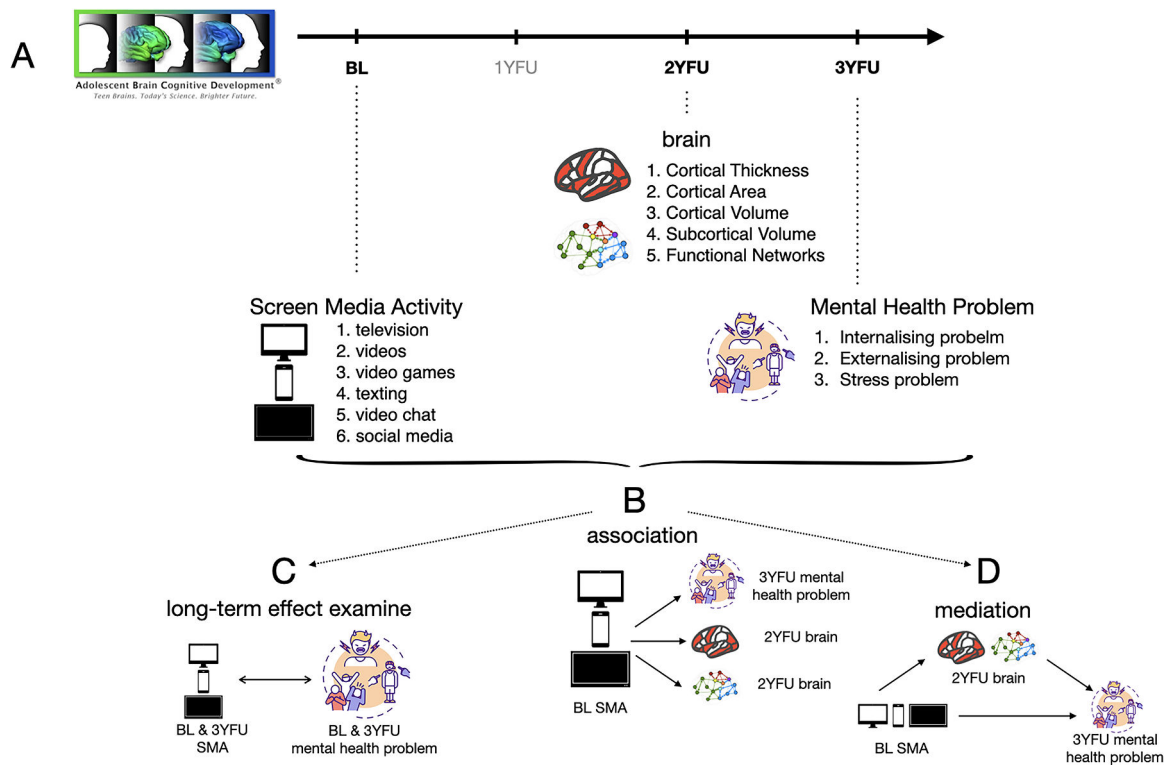 A
Adolescent Brain Cognitive Development®
Teen Brains. Today's Science. Brighter Future.
BL
1YFU
2YFU
3YFU
brain
1. Cortical Thickness
2. Cortical Area
3. Cortical Volume
4. Subcortical Volume
5. Functional Networks
Screen Media Activity
1. television
2. videos
3. video games
4. texting
5. video chat
6. social media
Mental Health Problem
1. Internalising probelm
2. Externalising problem
3. Stress problem
B
association
3YFU mental
health problem
2YFU brain
2YFU brain
BL SMA
C
long-term effect examine
BL & 3YFU
SMA
BL & 3YFU
mental health problem
D
mediation
2YFU brain
BL SMA
3YFU mental
health problem